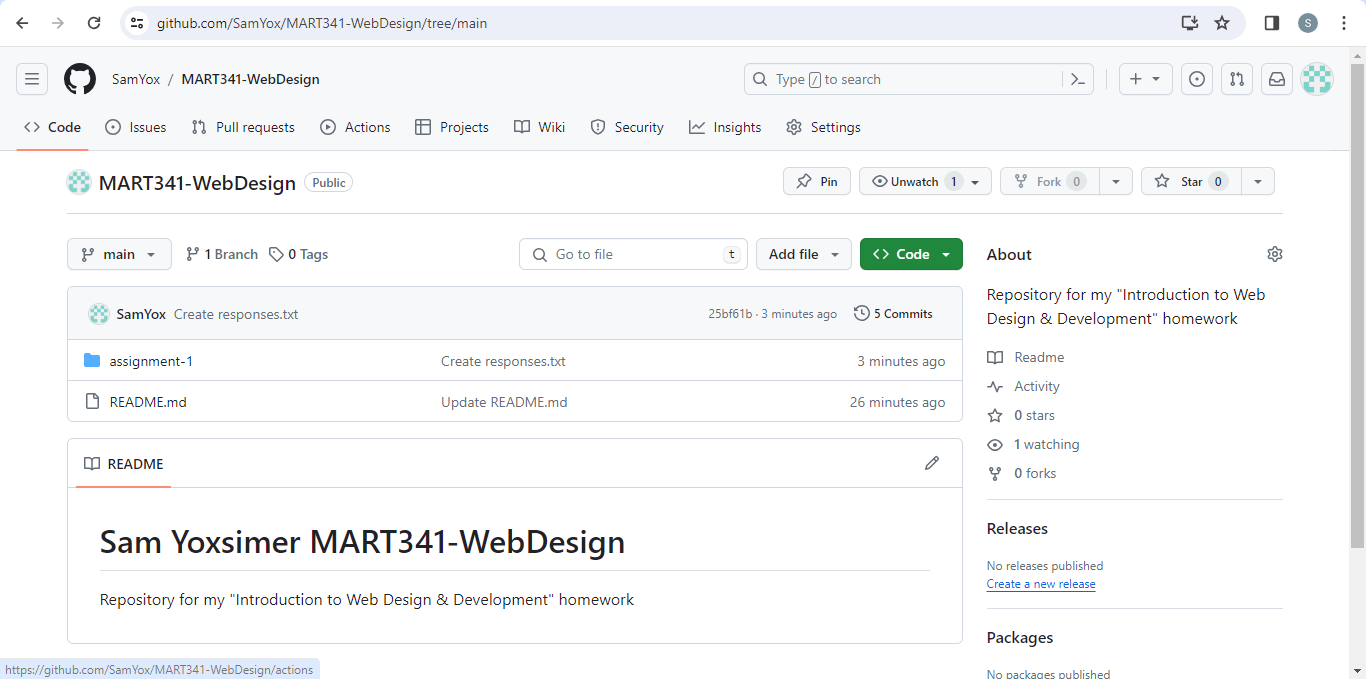 github.com/SamYox/MART341-WebDesign/tree/main
S
SamYox / MART341-WebDesign
Type / to search
Code Issues Pull requests Actions Projects Wiki Security Insights Settings
MART341-WebDesign Public
Pin Unwatch 1 Fork 0 Star 0
main 1 Branch 0 Tags Go to file t Add file Code
About
Repository for my "Introduction to Web
Design & Development" homework
SamYox Create responses.txt 25bf61b · 3 minutes ago 5 Commits
assignment-1 Create responses.txt 3 minutes ago
README.md Update README.md 26 minutes ago
Readme
Activity
0 stars
1 watching
0 forks
README
Sam Yoxsimer MART341-WebDesign
Repository for my "Introduction to Web Design & Development" homework
Releases
No releases published
Create a new release
Packages
No packages published
https://github.com/SamYox/MART341-WebDesign/actions